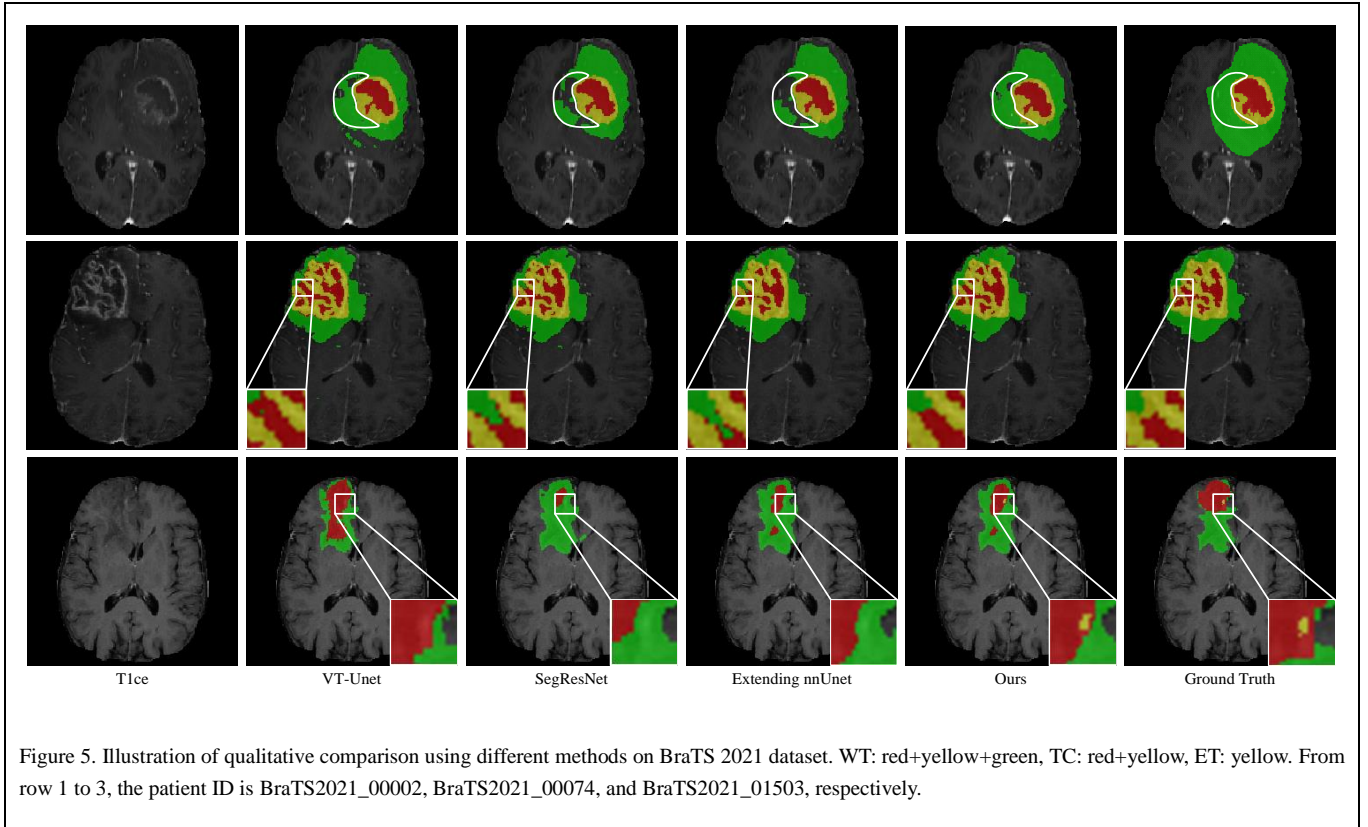 T1ce VT-Unet SegResNet Extending nnUnet Ours Ground Truth
Figure 5. Illustration of qualitative comparison using different methods on BraTS 2021 dataset. WT: red+yellow+green, TC: red+yellow, ET: yellow. From
row 1 to 3, the patient ID is BraTS2021_00002, BraTS2021_00074, and BraTS2021_01503, respectively.